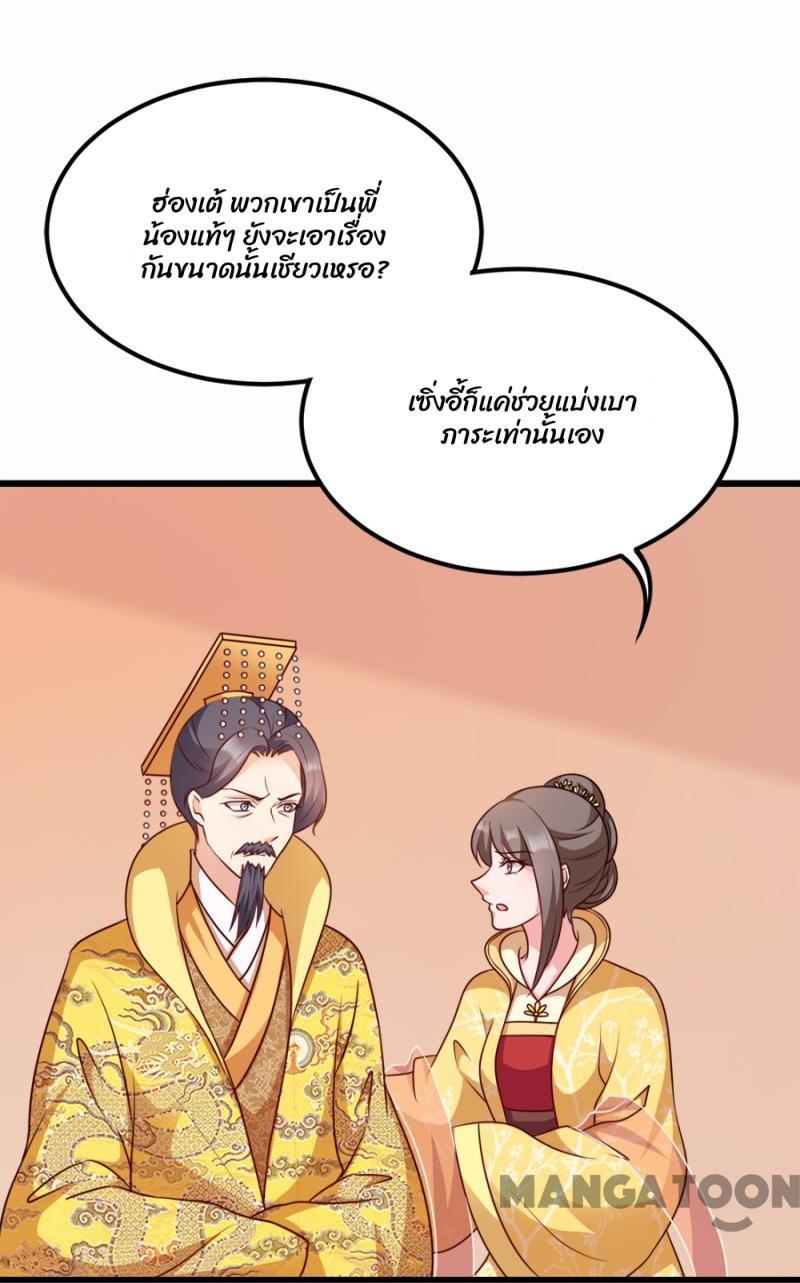 ฮ่องเต้ พวกเขาเป็นพี่
น้องแท้ๆ ยังจะเอาเรื่อง
กันขนาดนั้นเชียวเหรอ?
เซิ่งอี้ก็แค่ช่วยแบ่งเบา
ภาระเท่านั้นเอง
MANGATOON